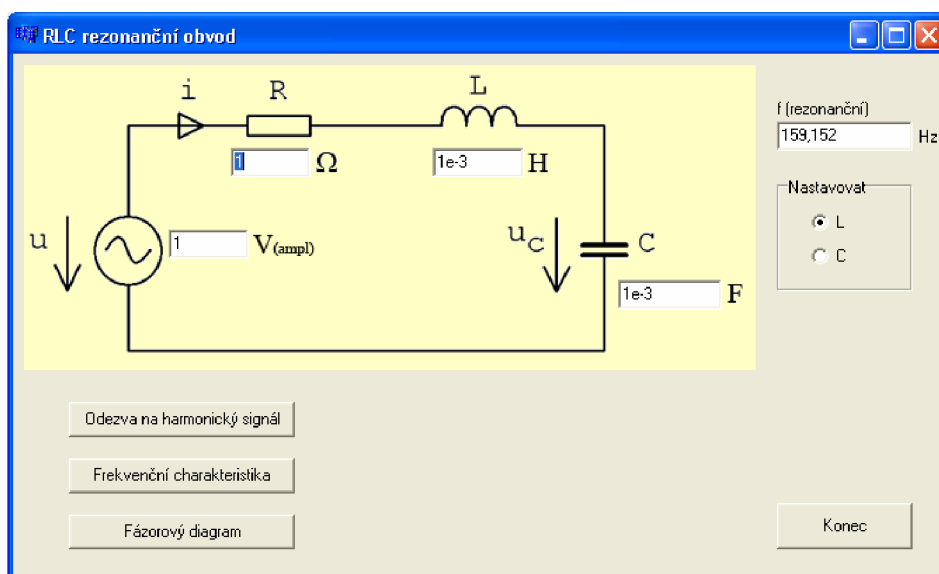 RLC rezonanční obvod
i R L
1 Ω
1e-3 H
u
1 V(ampl)
uC
C
1e-3 F
f (rezonanční)
159,152 Hz
Nastavovat
L
C
Odezva na harmonický signál
Frekvenční charakteristika
Fázorový diagram
Konec